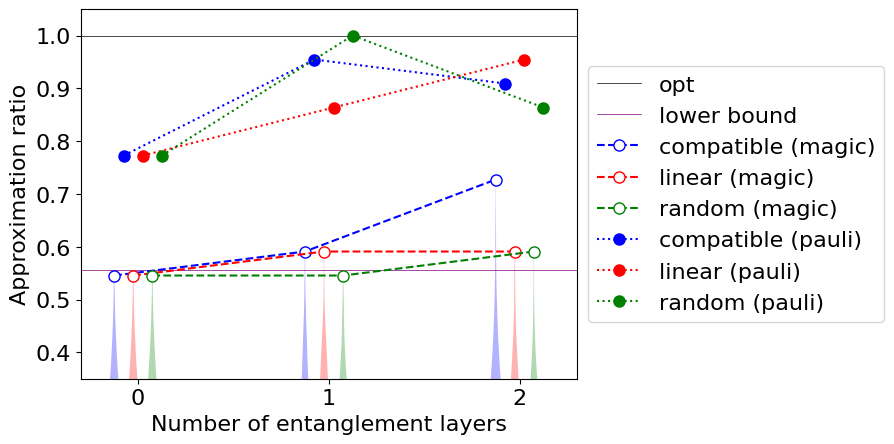 Approximation ratio
1.0
0.9
0.8
0.7
0.6
0.5
0.4
0
1
2
Number of entanglement layers
opt
lower bound
compatible (magic)
linear (magic)
random (magic)
compatible (pauli)
linear (pauli)
random (pauli)